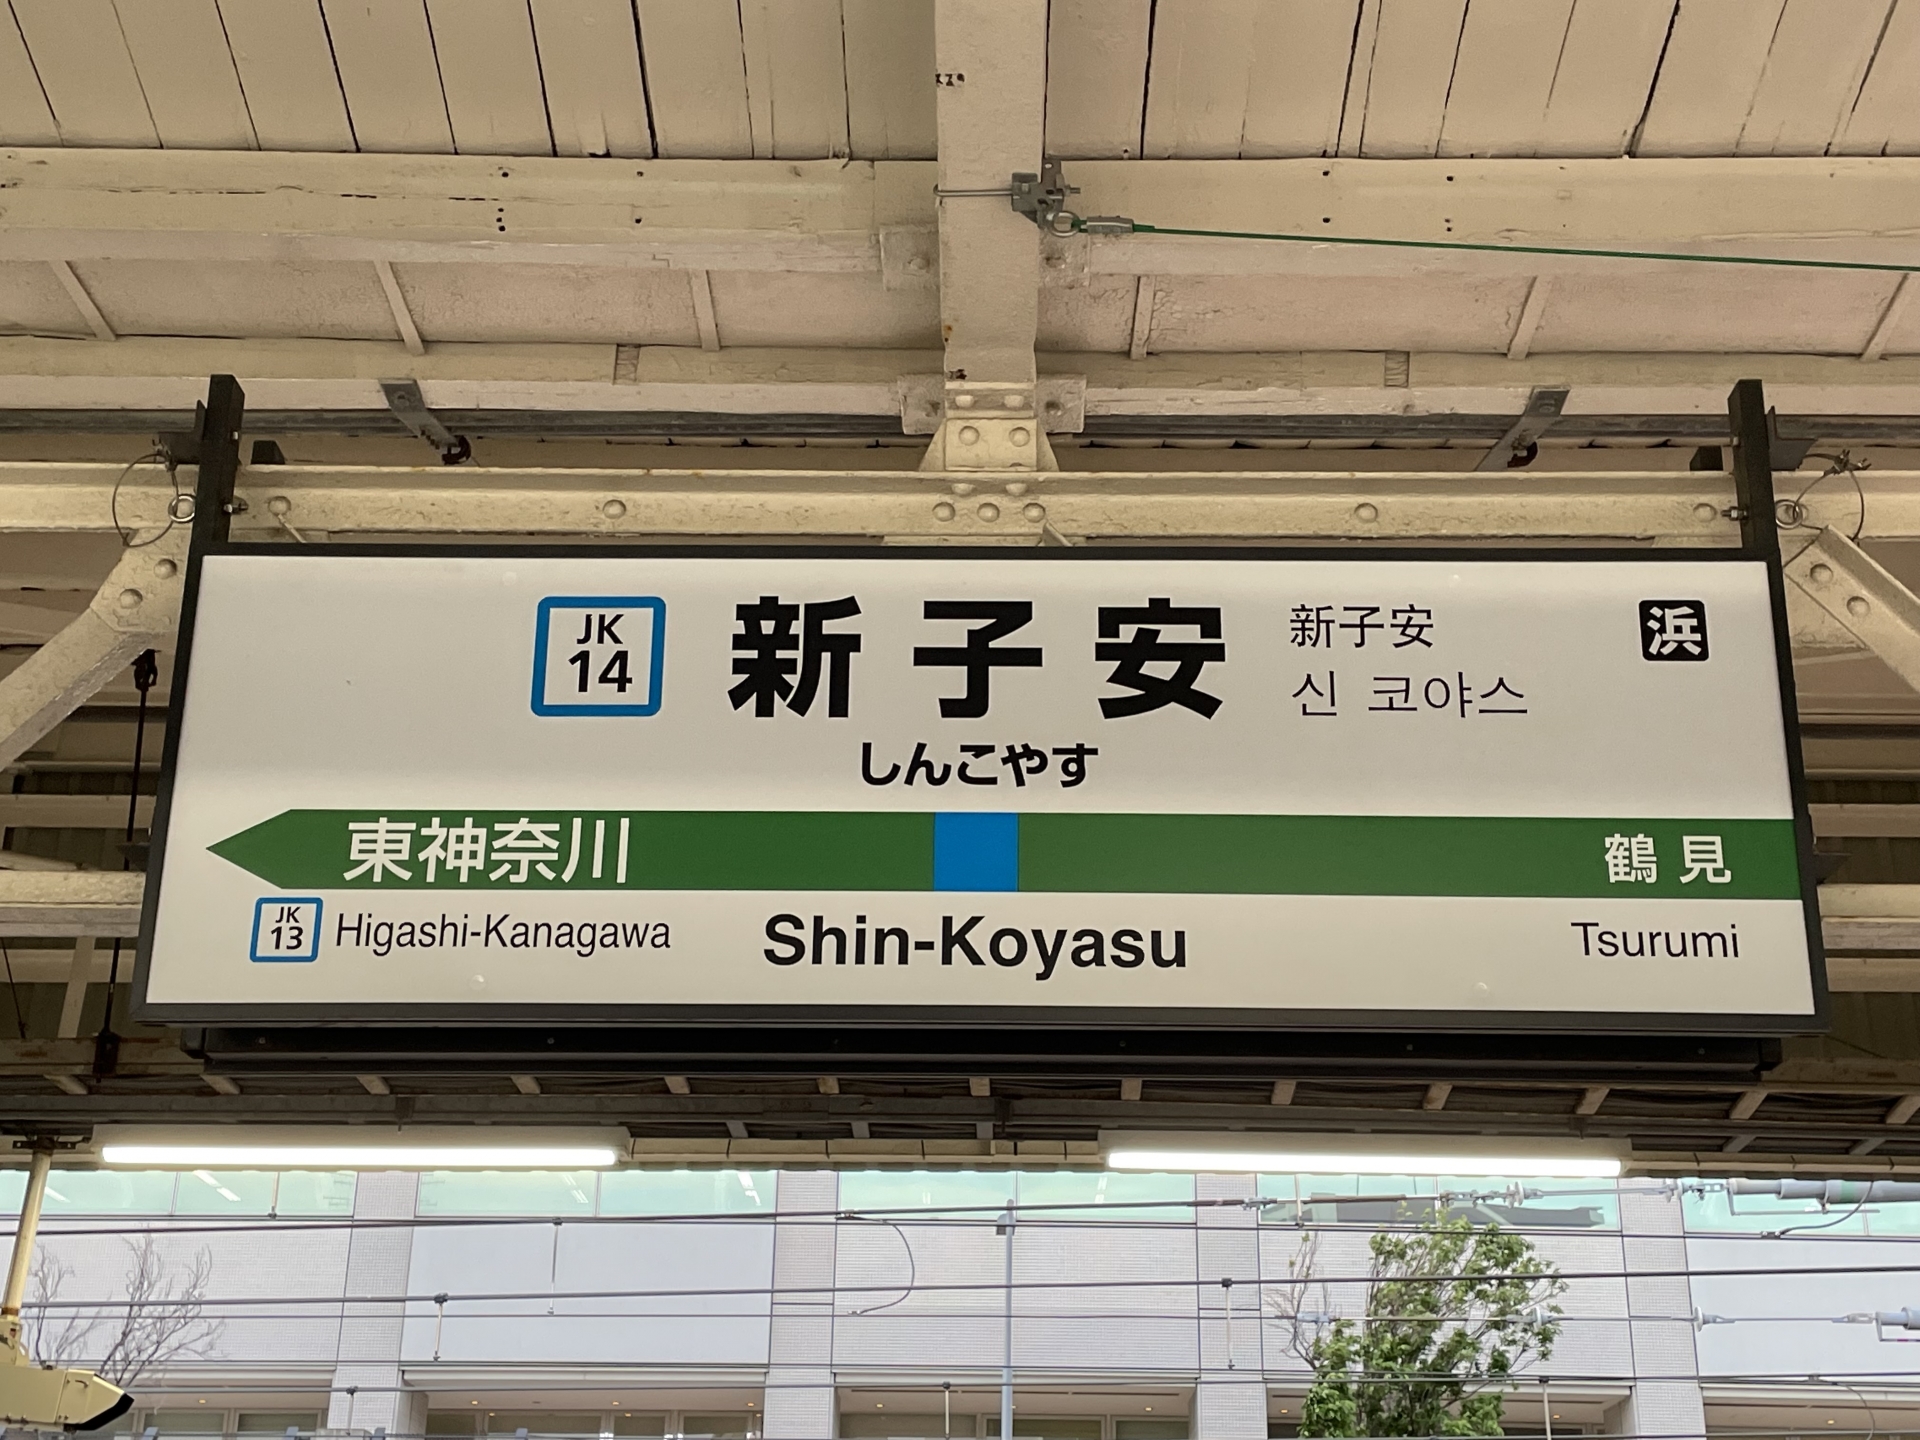 JK
14
新子安
新子安
신 코야스
浜
しんこやす
東神奈川
鶴見
JK
13
Higashi-Kanagawa
Shin-Koyasu
Tsurumi